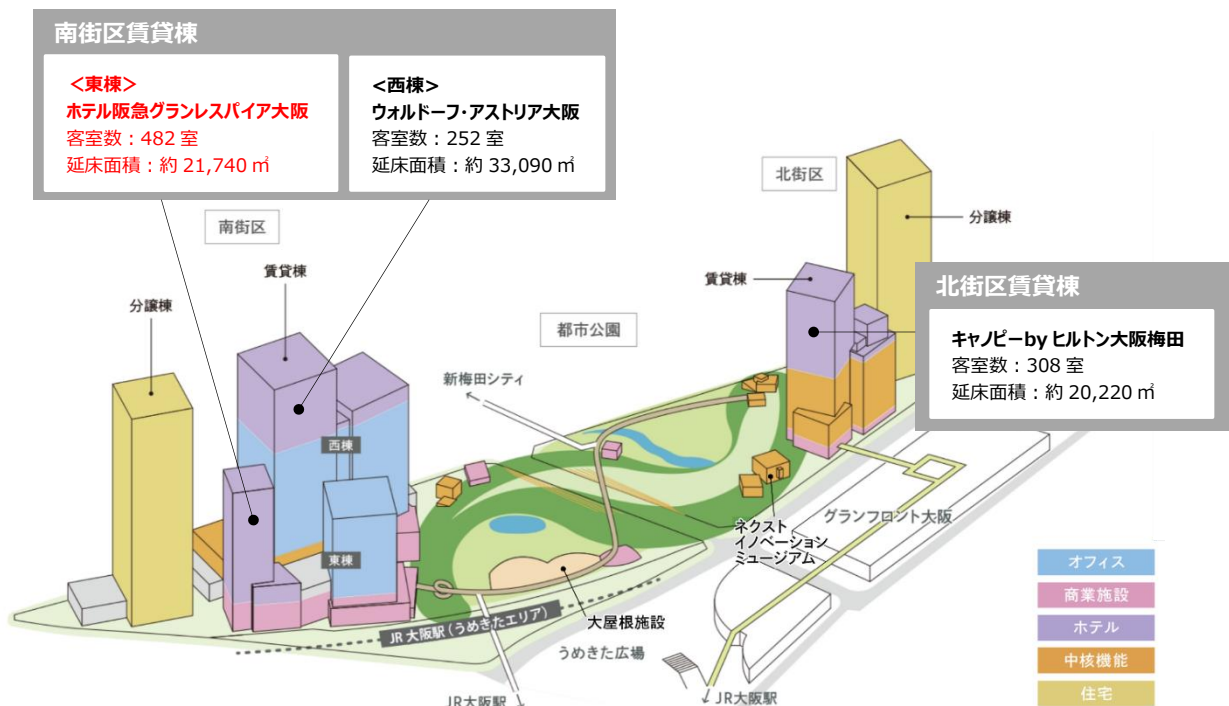 南街区賃貸棟
<東棟>
ホテル阪急グランレスパイア大阪
客室数：482 室
延床面積：約 21,740 ㎡
<西棟>
ウォルドーフ・アストリア大阪
客室数：252 室
延床面積：約 33,090 ㎡
北街区
分譲棟
南街区
賃貸棟
賃貸棟
北街区賃貸棟
キャノピーby ヒルトン大阪梅田
客室数：308 室
延床面積：約 20,220 ㎡
分譲棟
都市公園
新梅田シティ
西棟
東棟
ネクスト
イノベーション
ミュージアム
グランフロント大阪
JR 大阪駅（うめきたエリア）
大屋根施設
うめきた広場
JR大阪駅
JR大阪駅
オフィス
商業施設
ホテル
中核機能
住宅